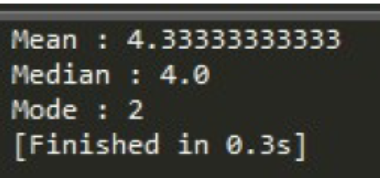 Mean : 4.33333333333
Median : 4.0
Mode : 2
[Finished in 0.3s]